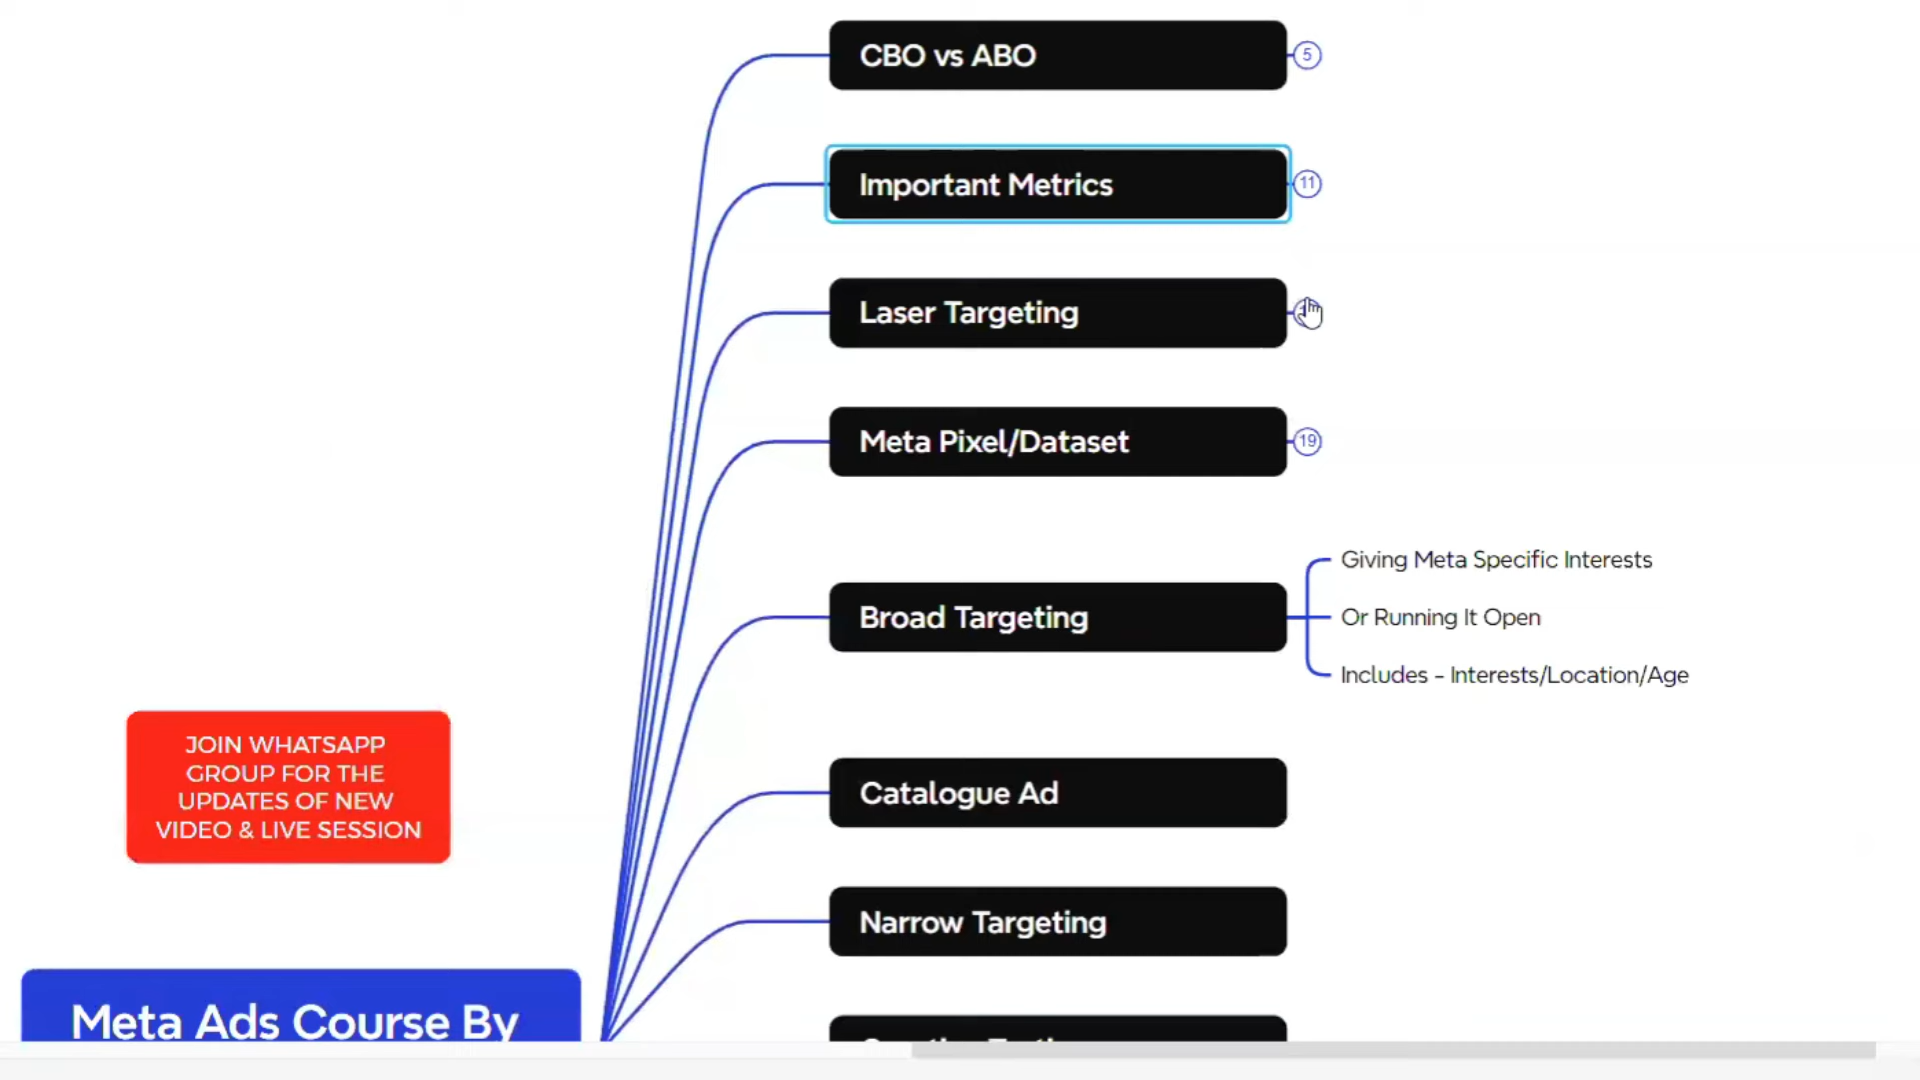 CBO vs ABO
5
Important Metrics
11
Laser Targeting
Meta Pixel/Dataset
19
Giving Meta Specific Interests
Broad Targeting
Or Running It Open
Includes - Interests/Location/Age
JOIN WHATSAPP
GROUP FOR THE
UPDATES OF NEW
VIDEO & LIVE SESSION
Catalogue Ad
Narrow Targeting
Meta Ads Course By